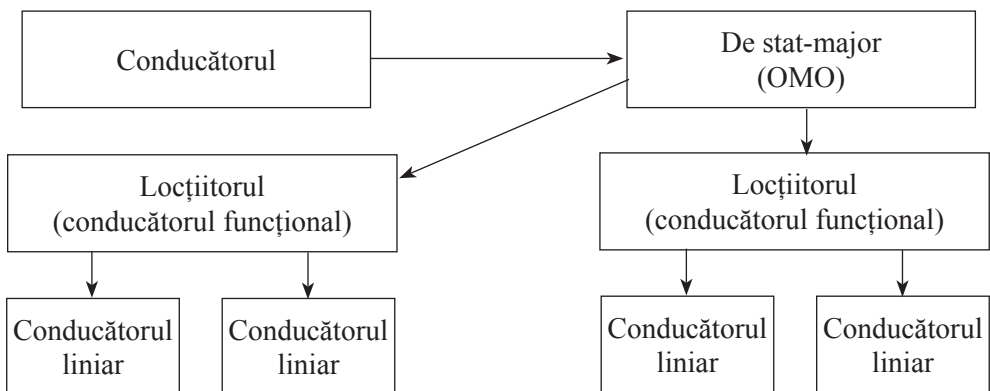 Conducătorul
De stat-major
(OMO)
Locțiitorul
(conducătorul funcțional)
Locțiitorul
(conducătorul funcțional)
Conducătorul
liniar
Conducătorul
liniar
Conducătorul
liniar
Conducătorul
liniar